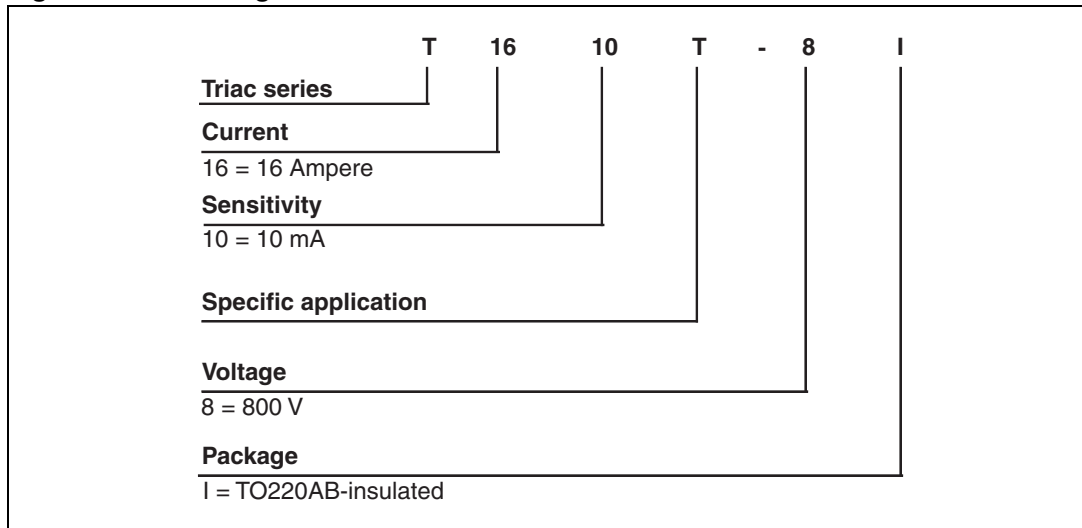 T 16 10 T - 8 I
Triac series
Current
16 = 16 Ampere
Sensitivity
10 = 10 mA
Specific application
Voltage
8 = 800 V
Package
I = TO220AB-insulated